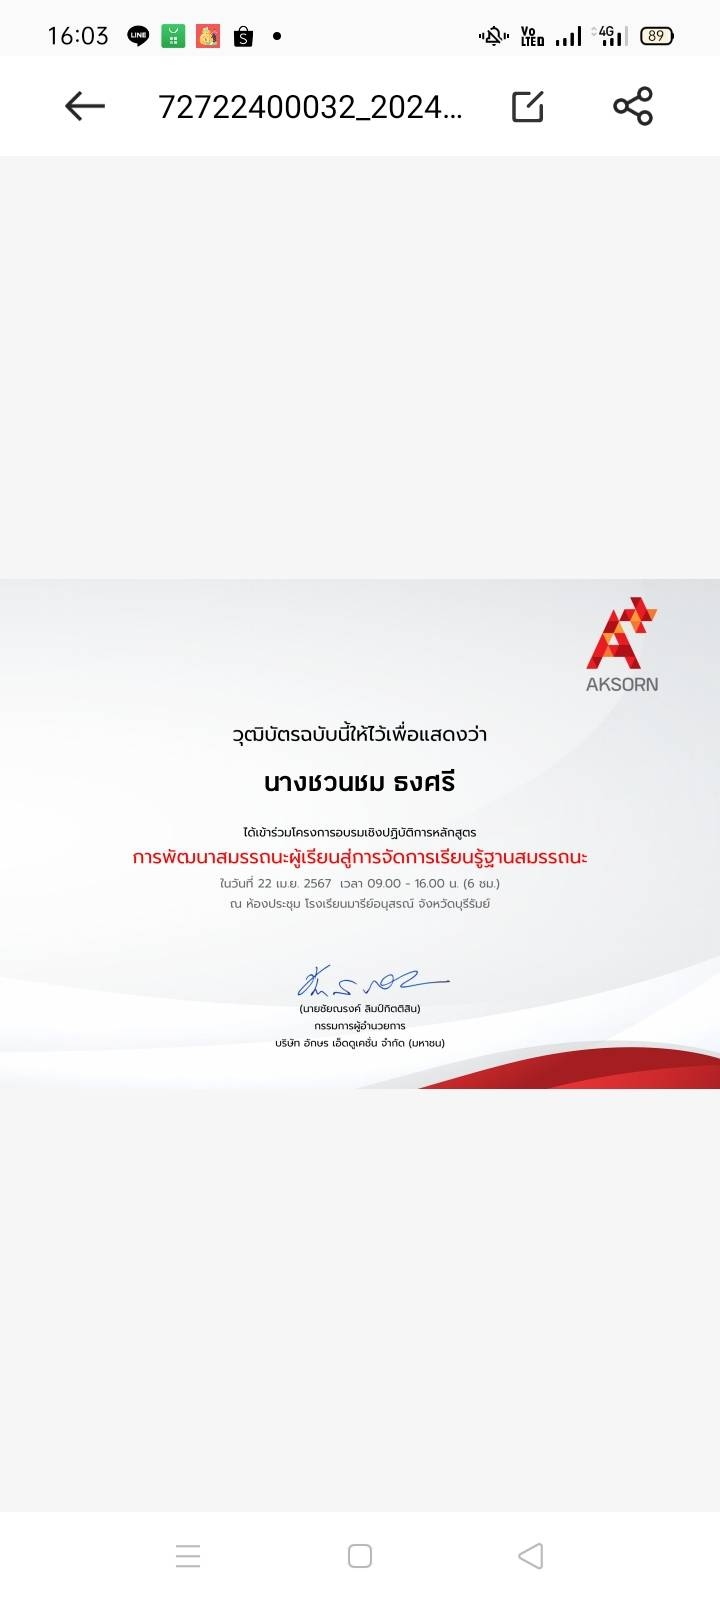 16:03
LINE
S
Vo
LTED
4G
89
72722400032_2024...
AKSORN
วุฒิบัตรฉบับนี้ให้ไว้เพื่อแสดงว่า
นางชวนชม ธงศรี
ได้เข้าร่วมโครงการอบรมเชิงปฏิบัติการหลักสูตร
การพัฒนาสมรรถนะผู้เรียนสู่การจัดการเรียนรู้ฐานสมรรถนะ
ในวันที่ 22 เม.ย. 2567 เวลา 09.00 - 16.00 น. (6 ชม.)
ณ ห้องประชุม โรงเรียนมารีย์อนุสรณ์ จังหวัดบุรีรัมย์
(นายชัยณรงค์ ลิมป์กิตติสิน)
กรรมการผู้อำนวยการ
บริษัท อักษร เอ็ดดูเคชั่น จำกัด (มหาชน)